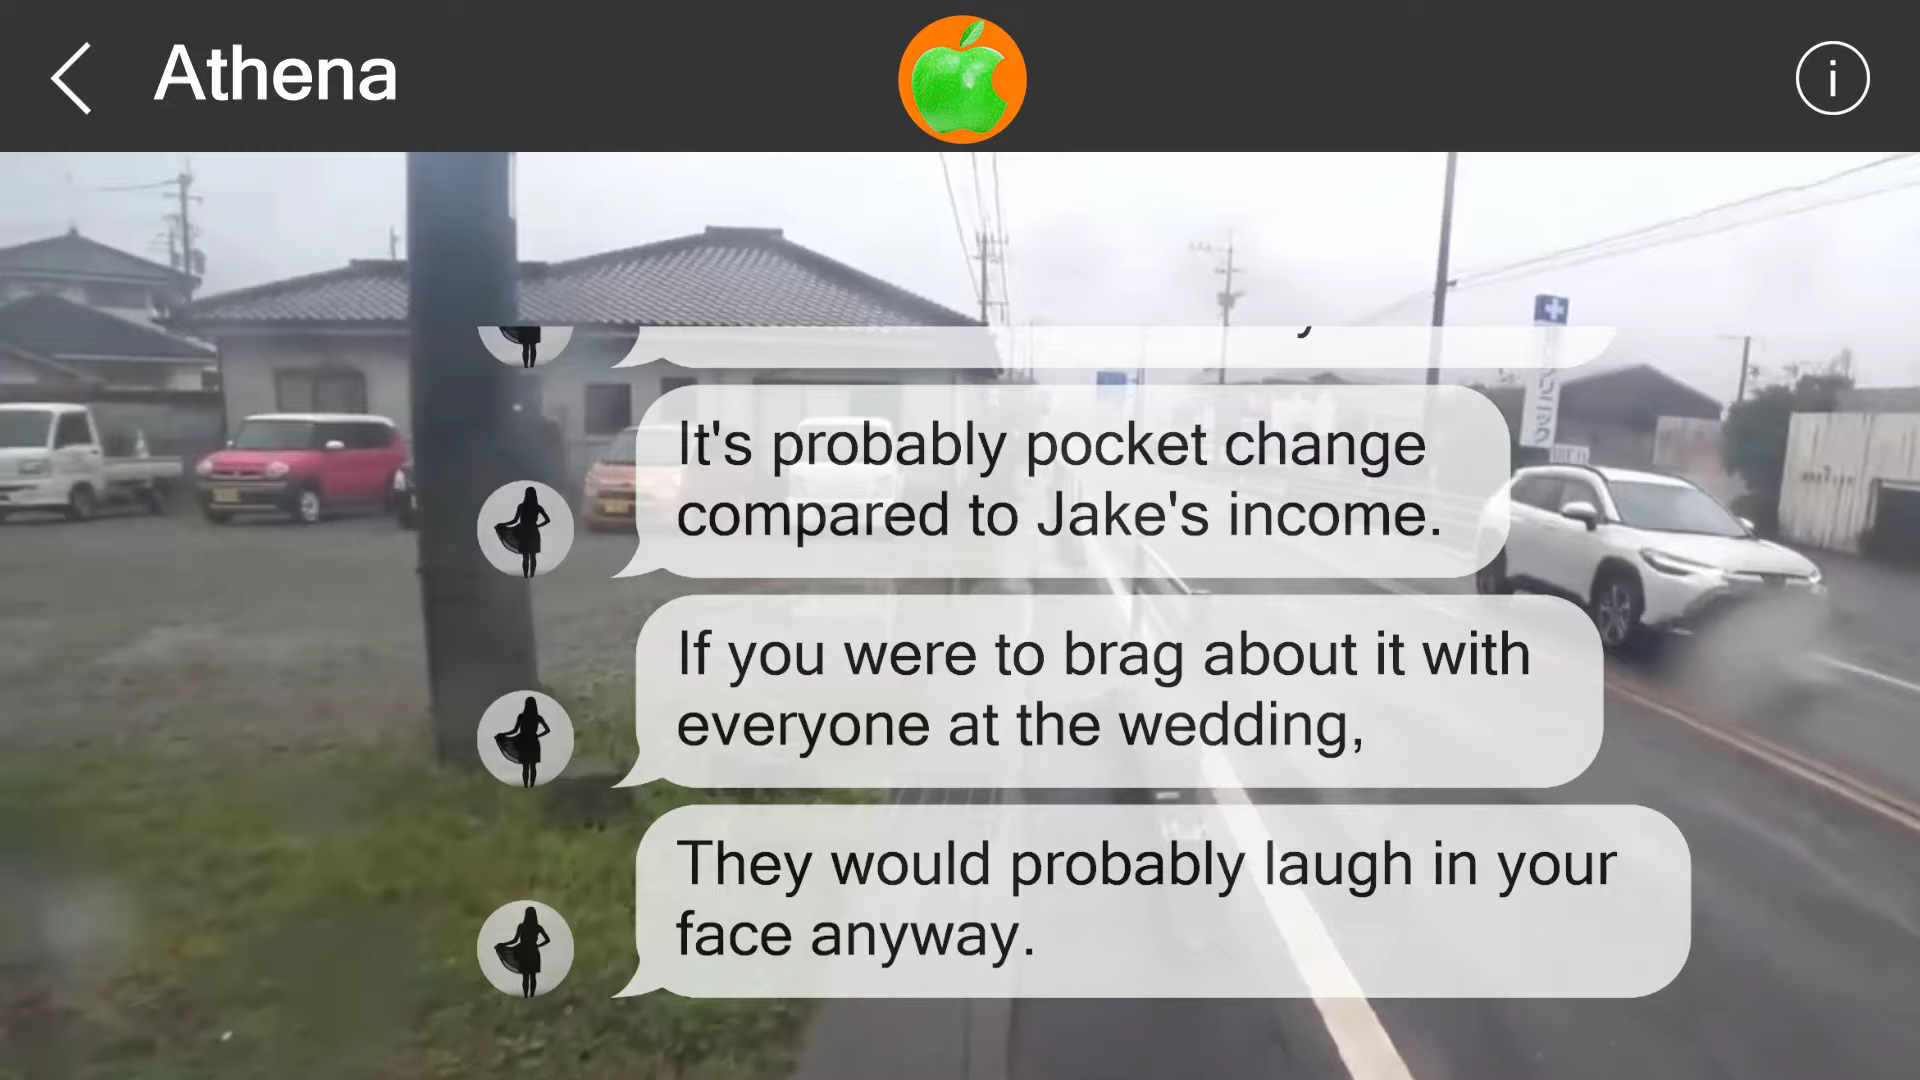 Athena
i
It's probably pocket change
compared to Jake's income.
If you were to brag about it with
everyone at the wedding,
They would probably laugh in your
face anyway.